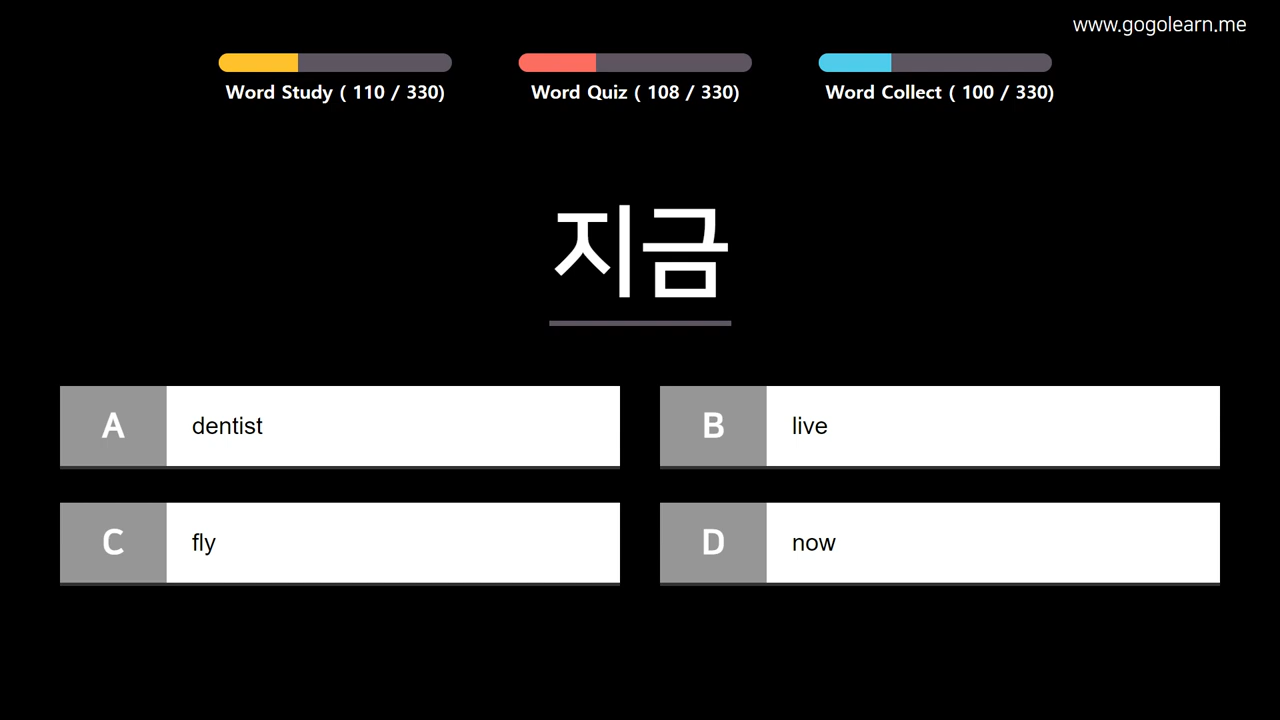 www.gogolearn.me
Word Study ( 110 / 330)
Word Quiz ( 108 / 330)
Word Collect ( 100 / 330)
지금
A dentist
B live
C fly
D now